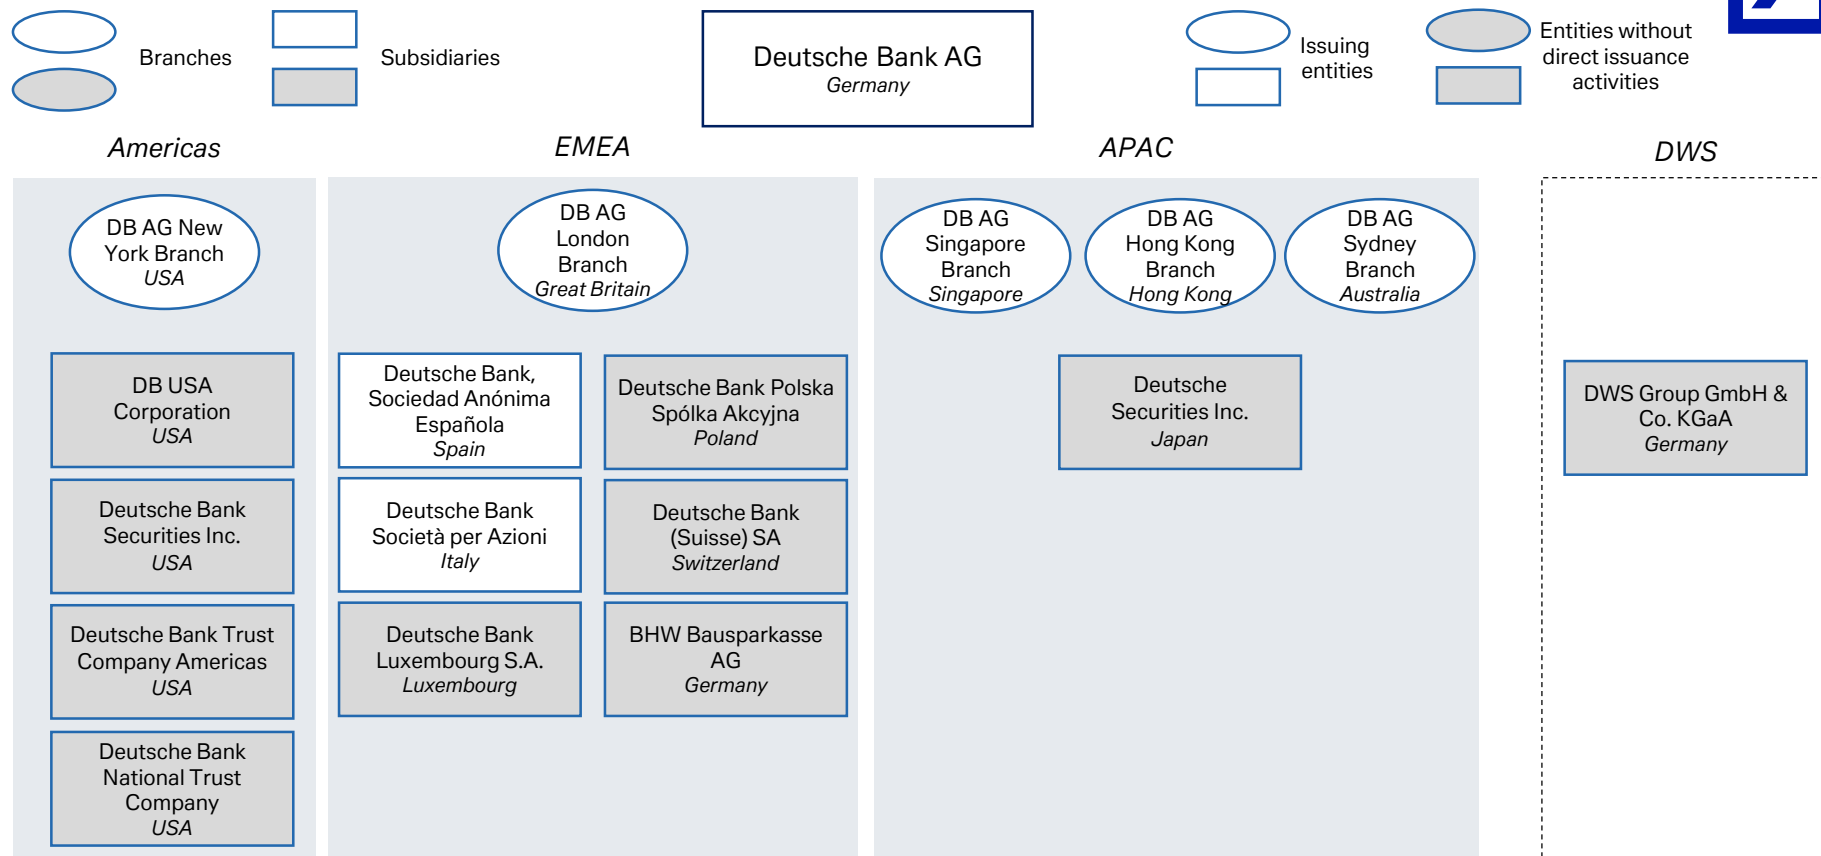 Branches
Subsidiaries
Deutsche Bank AG
Germany
Issuing
entities
Entities without
direct issuance
activities
Americas
EMEA
APAC
DWS
DB AG New
York Branch
USA
DB AG
London
Branch
Great Britain
DB AG
Singapore
Branch
Singapore
DB AG
Hong Kong
Branch
Hong Kong
DB AG
Sydney
Branch
Australia
DB USA
Corporation
USA
Deutsche Bank,
Sociedad Anónima
Española
Spain
Deutsche Bank Polska
Spólka Akcyjna
Poland
Deutsche
Securities Inc.
Japan
DWS Group GmbH &
Co. KGaA
Germany
Deutsche Bank
Securities Inc.
USA
Deutsche Bank
Società per Azioni
Italy
Deutsche Bank
(Suisse) SA
Switzerland
Deutsche Bank Trust
Company Americas
USA
Deutsche Bank
Luxembourg S.A.
Luxembourg
BHW Bausparkasse
AG
Germany
Deutsche Bank
National Trust
Company
USA